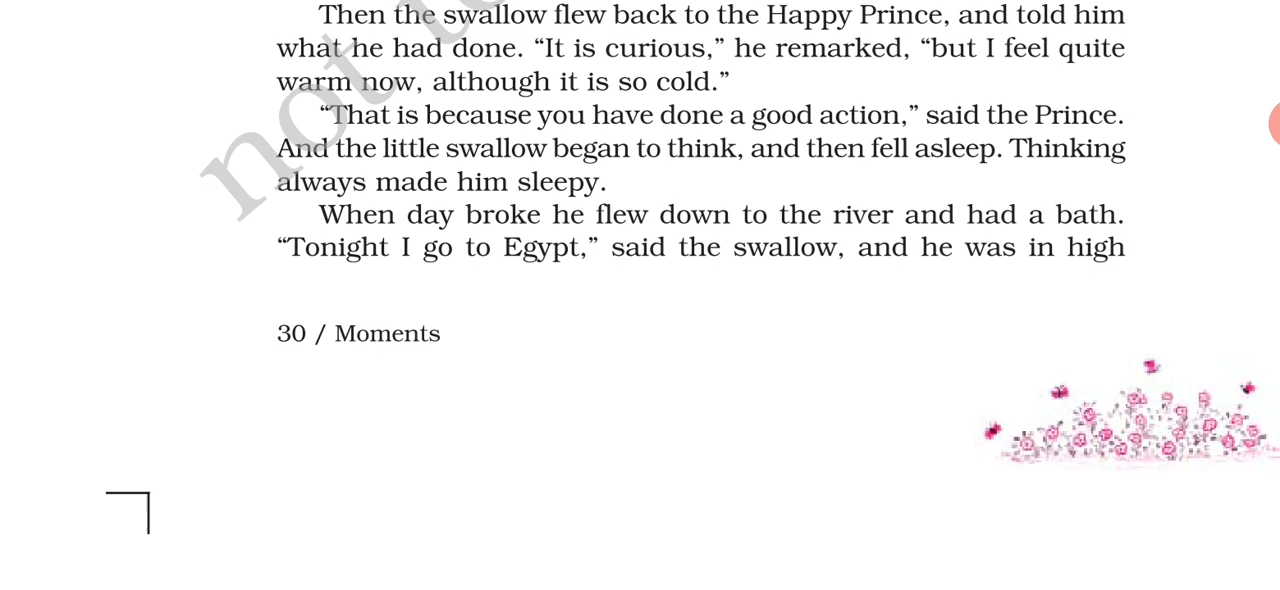 Then the swallow flew back to the Happy Prince, and told him
what he had done. “It is curious,” he remarked, “but I feel quite
warm now, although it is so cold.”
“That is because you have done a good action,” said the Prince.
And the little swallow began to think, and then fell asleep. Thinking
always made him sleepy.
When day broke he flew down to the river and had a bath.
“Tonight I go to Egypt,” said the swallow, and he was in high
30 / Moments
not